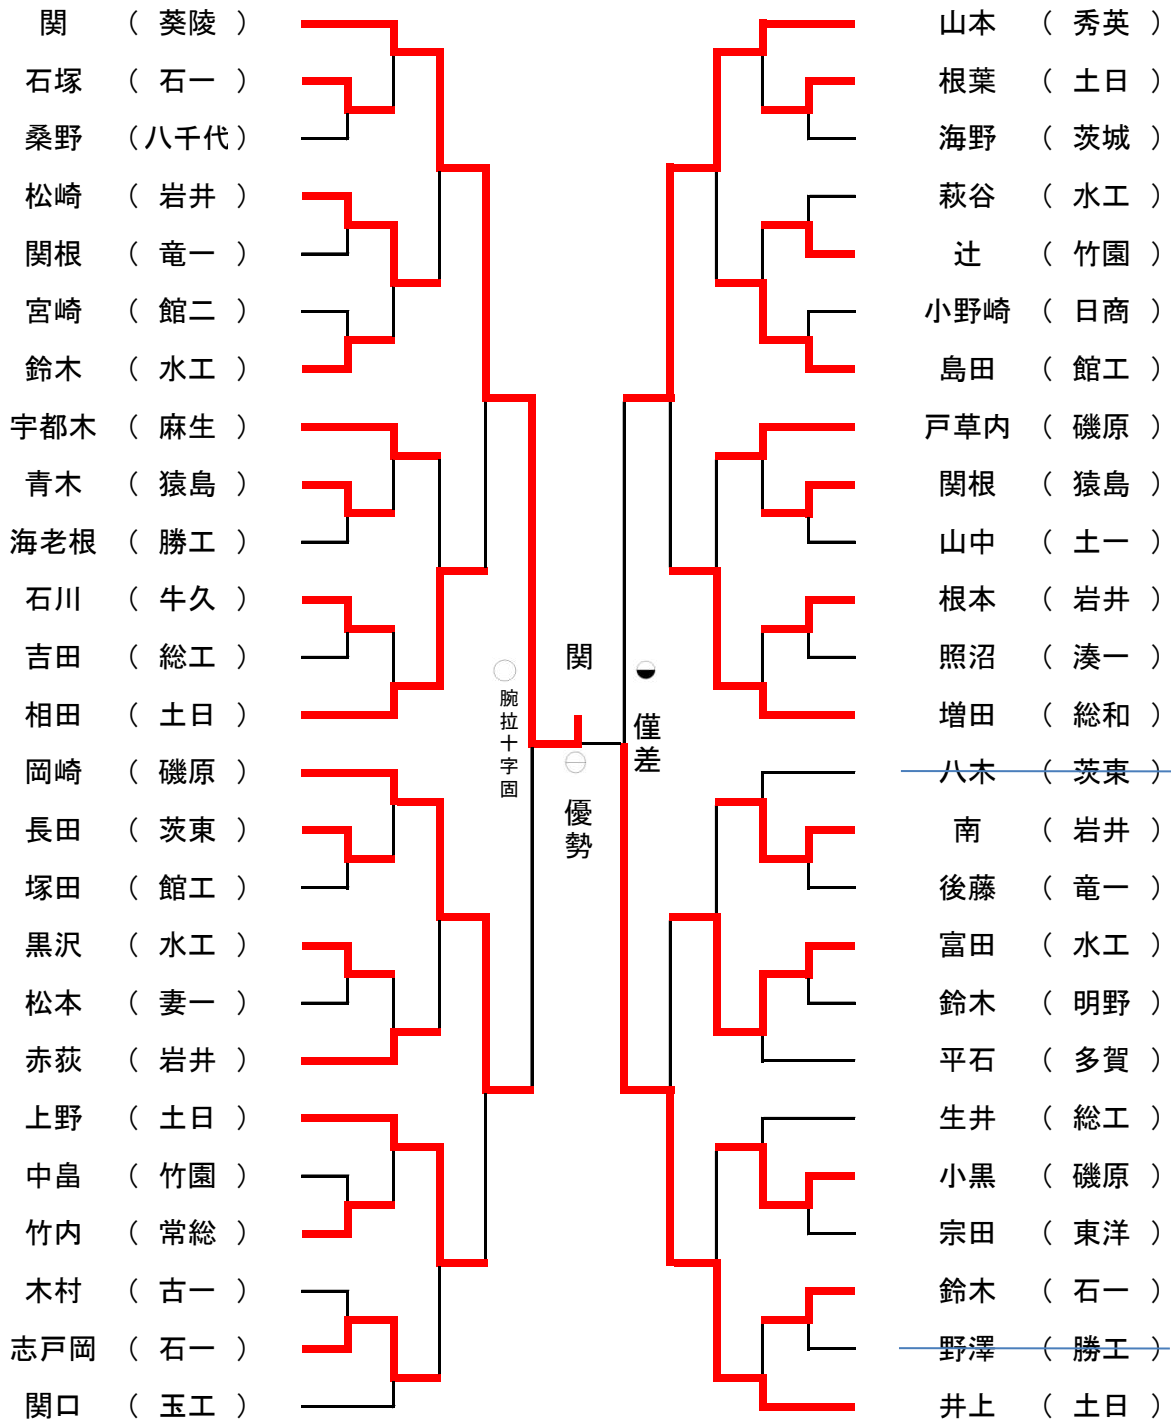 関 （ 葵陵 ）
石塚 （ 石一 ）
桑野 （ 八千代 ）
松崎 （ 岩井 ）
関根 （ 竜一 ）
宮崎 （ 館二 ）
鈴木 （ 水工 ）
宇都木 （ 麻生 ）
青木 （ 猿島 ）
海老根 （ 勝工 ）
石川 （ 牛久 ）
吉田 （ 総工 ）
相田 （ 土日 ）
岡崎 （ 磯原 ）
長田 （ 茨東 ）
塚田 （ 館工 ）
黒沢 （ 水工 ）
松本 （ 妻一 ）
赤荻 （ 岩井 ）
上野 （ 土日 ）
中畠 （ 竹園 ）
竹内 （ 常総 ）
木村 （ 古一 ）
志戸岡 （ 石一 ）
関口 （ 玉工 ）
腕拉十字固
関
優勢
僅差
山本 （ 秀英 ）
根葉 （ 土日 ）
海野 （ 茨城 ）
萩谷 （ 水工 ）
辻 （ 竹園 ）
小野崎 （ 日商 ）
島田 （ 館工 ）
戸草内 （ 磯原 ）
関根 （ 猿島 ）
山中 （ 土一 ）
根本 （ 岩井 ）
照沼 （ 湊一 ）
増田 （ 総和 ）
八木 （ 茨東 ）
南 （ 岩井 ）
後藤 （ 竜一 ）
富田 （ 水工 ）
鈴木 （ 明野 ）
平石 （ 多賀 ）
生井 （ 総工 ）
小黒 （ 磯原 ）
宗田 （ 東洋 ）
鈴木 （ 石一 ）
野澤 （ 勝工 ）
井上 （ 土日 ）